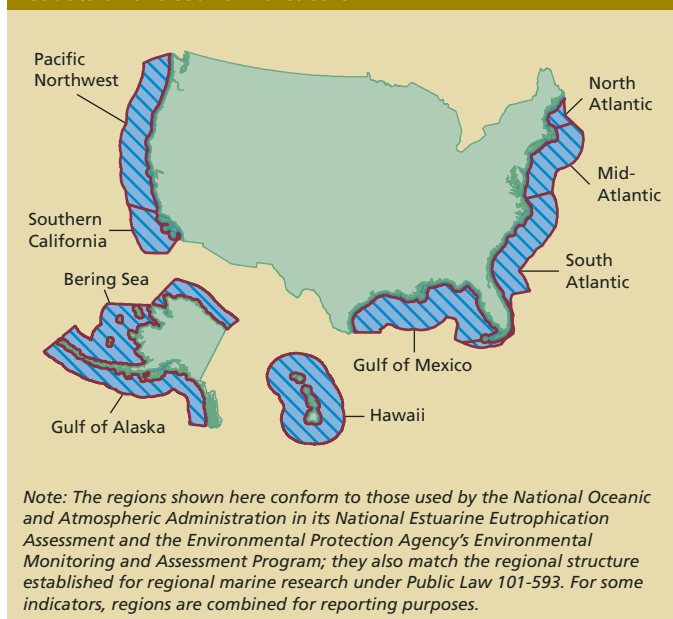 Pacific
Northwest
North
Atlantic
Mid-
Atlantic
Southern
California
South
Atlantic
Bering Sea
Gulf of Mexico
Hawaii
Gulf of Alaska
Note: The regions shown here conform to those used by the National Oceanic
and Atmospheric Administration in its National Estuarine Eutrophication
Assessment and the Environmental Protection Agency's Environmental
Monitoring and Assessment Program; they also match the regional structure
established for regional marine research under Public Law 101-593. For some
indicators, regions are combined for reporting purposes.